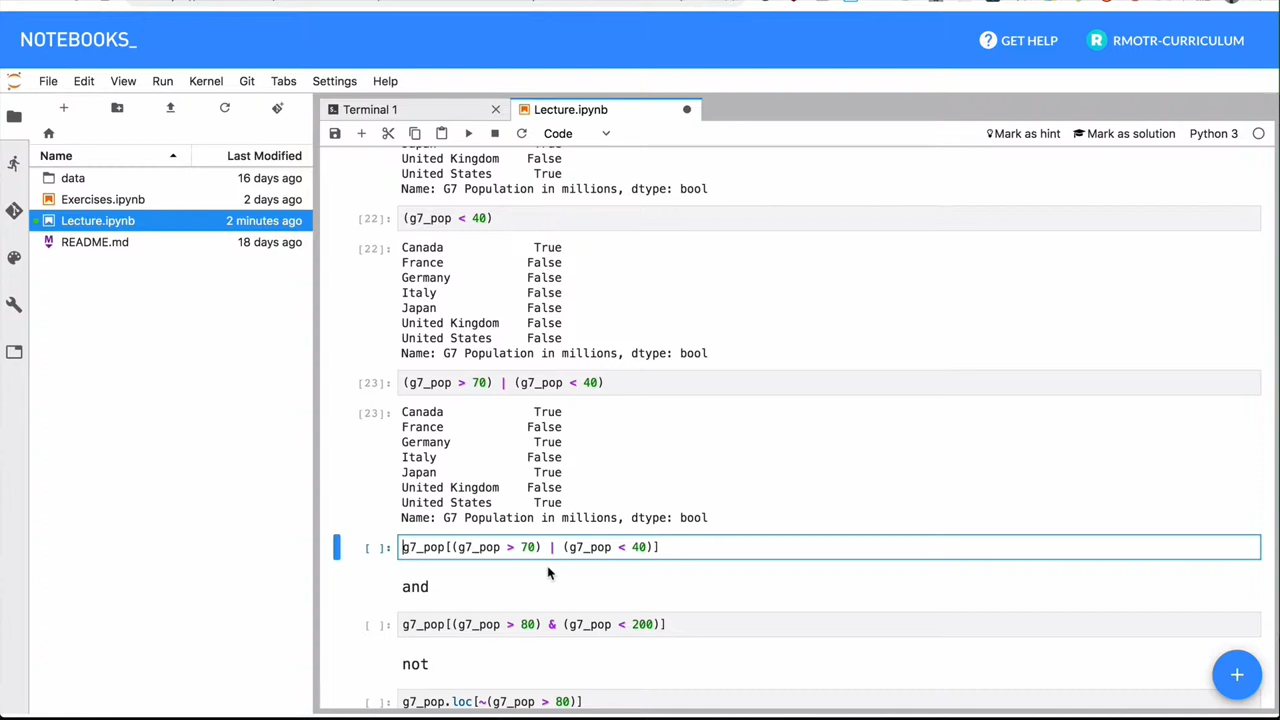 NOTEBOOKS_
GET HELP
R RMOTR-CURRICULUM
File Edit View Run Kernel Git Tabs Settings Help
Terminal 1
Lecture.ipynb
Code
Mark as hint
Mark as solution
Python 3
Name Last Modified
data 16 days ago
Exercises.ipynb 2 days ago
Lecture.ipynb 2 minutes ago
README.md 18 days ago
United Kingdom False
United States True
Name: G7 Population in millions, dtype: bool
[22]: (g7_pop < 40)
[22]: Canada True
France False
Germany False
Italy False
Japan False
United Kingdom False
United States False
Name: G7 Population in millions, dtype: bool
[23]: (g7_pop > 70) | (g7_pop < 40)
[23]: Canada True
France False
Germany True
Italy False
Japan True
United Kingdom False
United States True
Name: G7 Population in millions, dtype: bool
[ ]: g7_pop[(g7_pop > 70) | (g7_pop < 40)]
and
[ ]: g7_pop[(g7_pop > 80) & (g7_pop < 200)]
not
[ ]: g7_pop.loc[~(g7_pop > 80)]